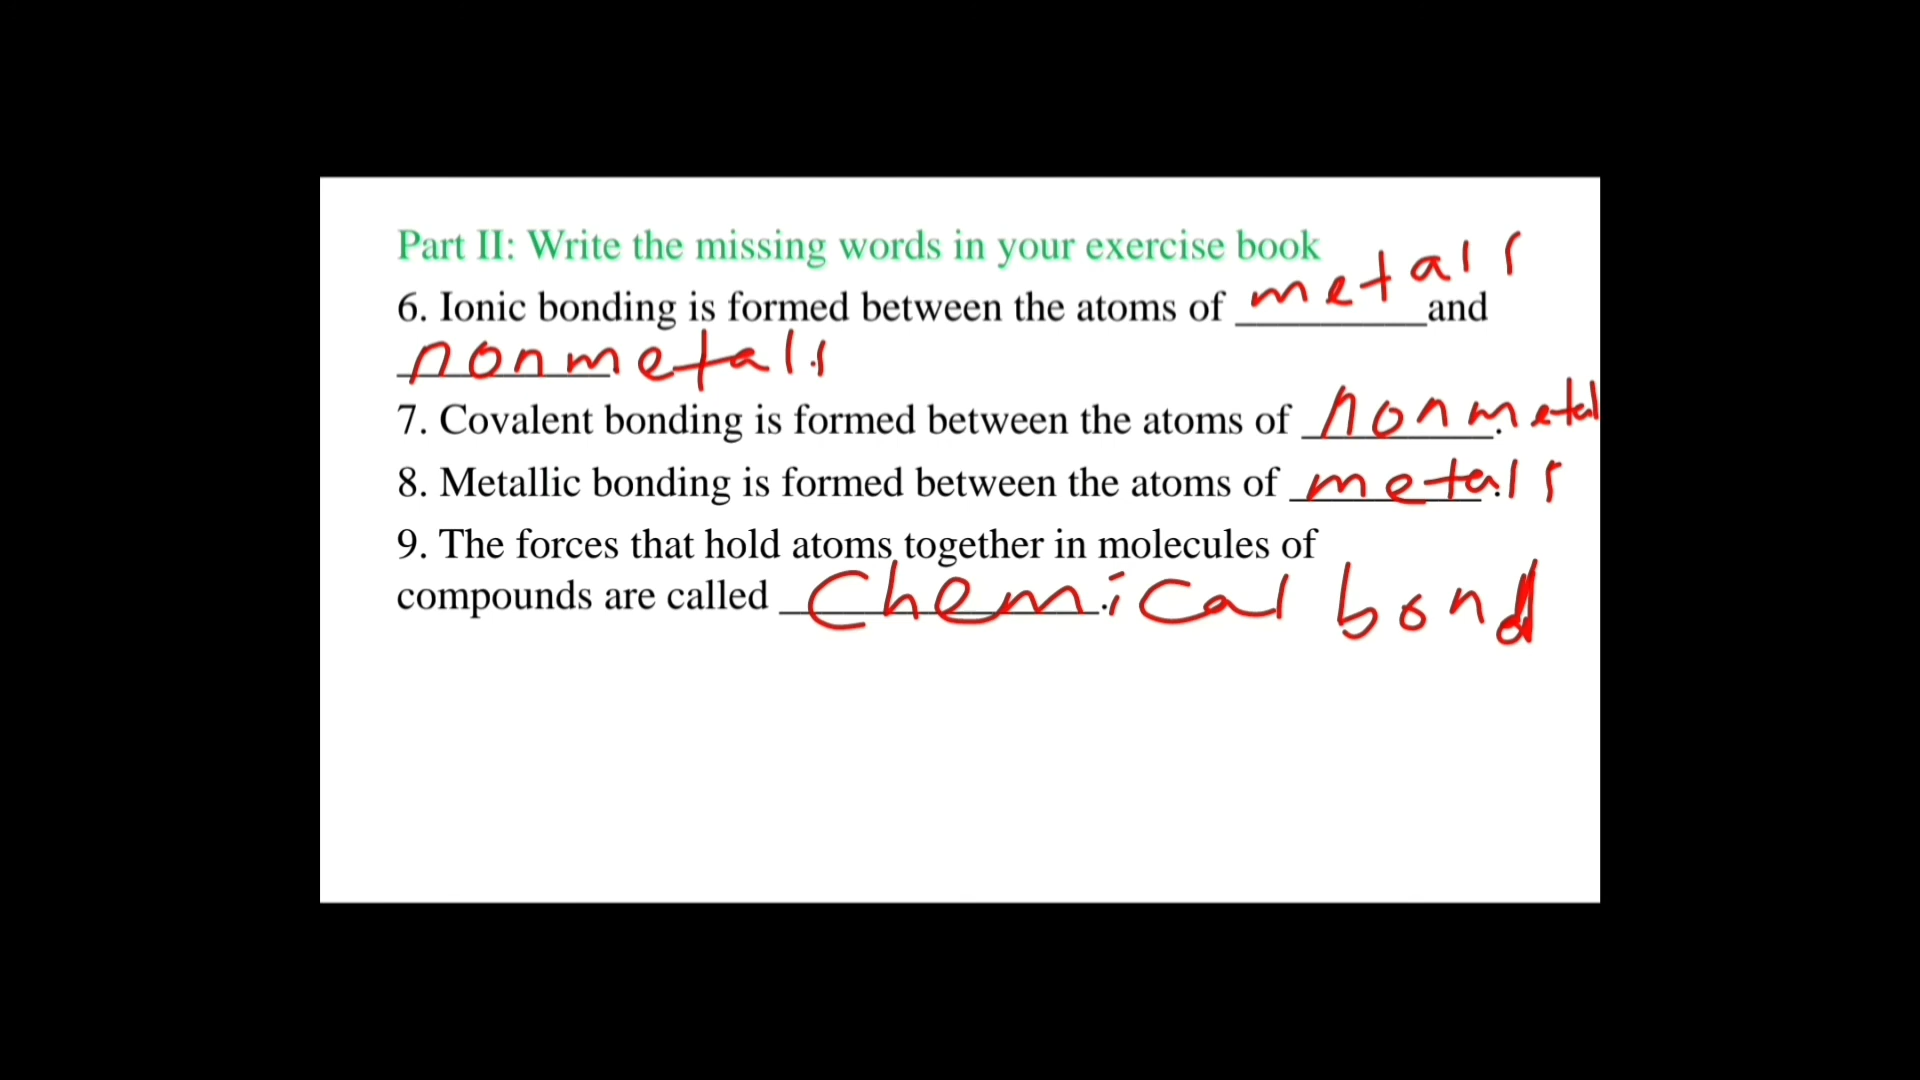 Part II: Write the missing words in your exercise book
6. Ionic bonding is formed between the atoms of metals and
nonmetals
7. Covalent bonding is formed between the atoms of nonmetal.
8. Metallic bonding is formed between the atoms of metals.
9. The forces that hold atoms together in molecules of
compounds are called Chemical bond.